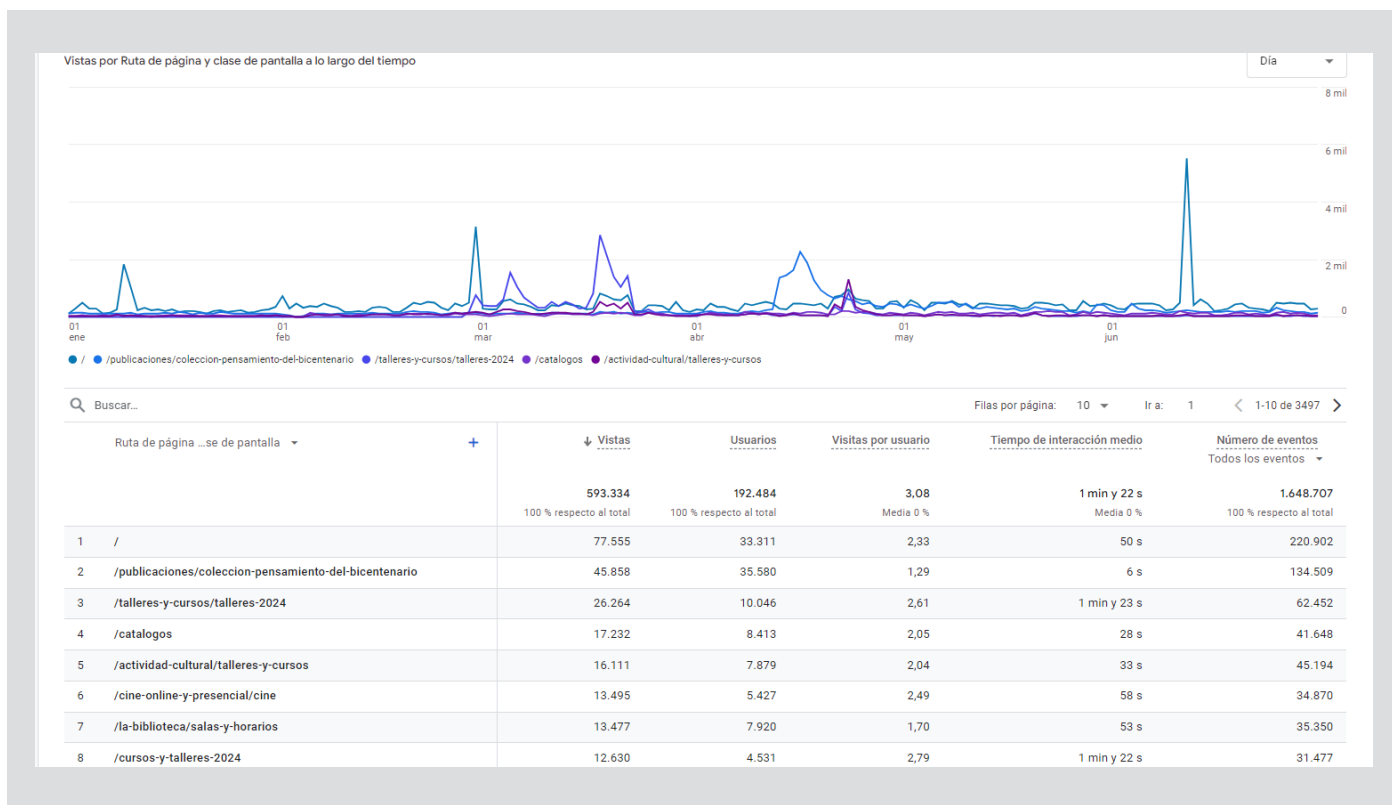 Vistas por Ruta de página y clase de pantalla a lo largo del tiempo
Día
8 mil
6 mil
4 mil
2 mil
0
01 ene 01 feb 01 mar 01 abr 01 may 01 jun
/ /publicaciones/coleccion-pensamiento-del-bicentenario /talleres-y-cursos/talleres-2024 /catalogos /actividad-cultural/talleres-y-cursos
Buscar... Filas por página: 10 Ir a: 1 1-10 de 3497
Ruta de página ...se de pantalla + Vistas Usuarios Visitas por usuario Tiempo de interacción medio Número de eventos
Todos los eventos
593.334 192.484 3,08 1 min y 22 s 1.648.707
100 % respecto al total 100 % respecto al total Media 0 % Media 0 % 100 % respecto al total
1 / 77.555 33.311 2,33 50 s 220.902
2 /publicaciones/coleccion-pensamiento-del-bicentenario 45.858 35.580 1,29 6 s 134.509
3 /talleres-y-cursos/talleres-2024 26.264 10.046 2,61 1 min y 23 s 62.452
4 /catalogos 17.232 8.413 2,05 28 s 41.648
5 /actividad-cultural/talleres-y-cursos 16.111 7.879 2,04 33 s 45.194
6 /cine-online-y-presencial/cine 13.495 5.427 2,49 58 s 34.870
7 /la-biblioteca/salas-y-horarios 13.477 7.920 1,70 53 s 35.350
8 /cursos-y-talleres-2024 12.630 4.531 2,79 1 min y 22 s 31.477